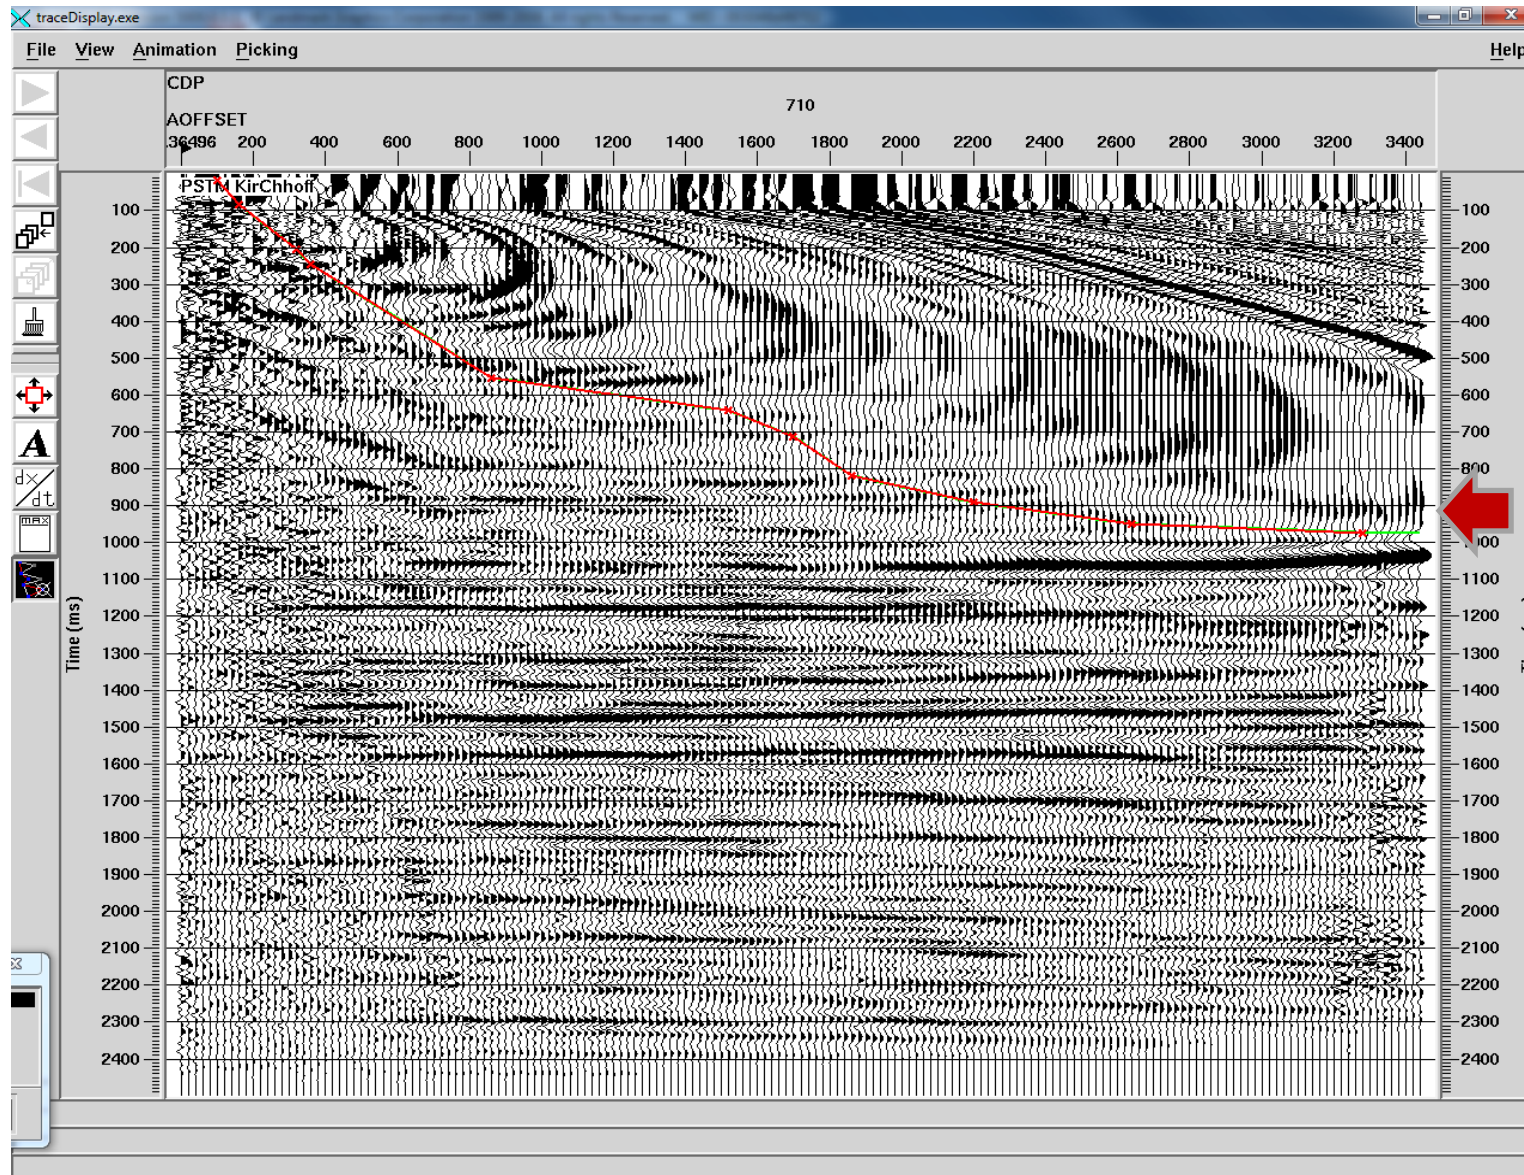 traceDisplay.exe
File View Animation Picking Help
CDP
710
AOFFSET
200 400 600 800 1000 1200 1400 1600 1800 2000 2200 2400 2600 2800 3000 3200 3400
PSTM KirChhoff
100 100
200 200
300 300
400 400
500 500
600 600
700 700
800 800
900 900
1000
1100 1100
1200 1200
1300 1300
1400 1400
1500 1500
1600 1600
1700 1700
1800 1800
1900 1900
2000 2000
2100 2100
2200 2200
2300 2300
2400 2400
Time (ms)
A
dx/dt
max